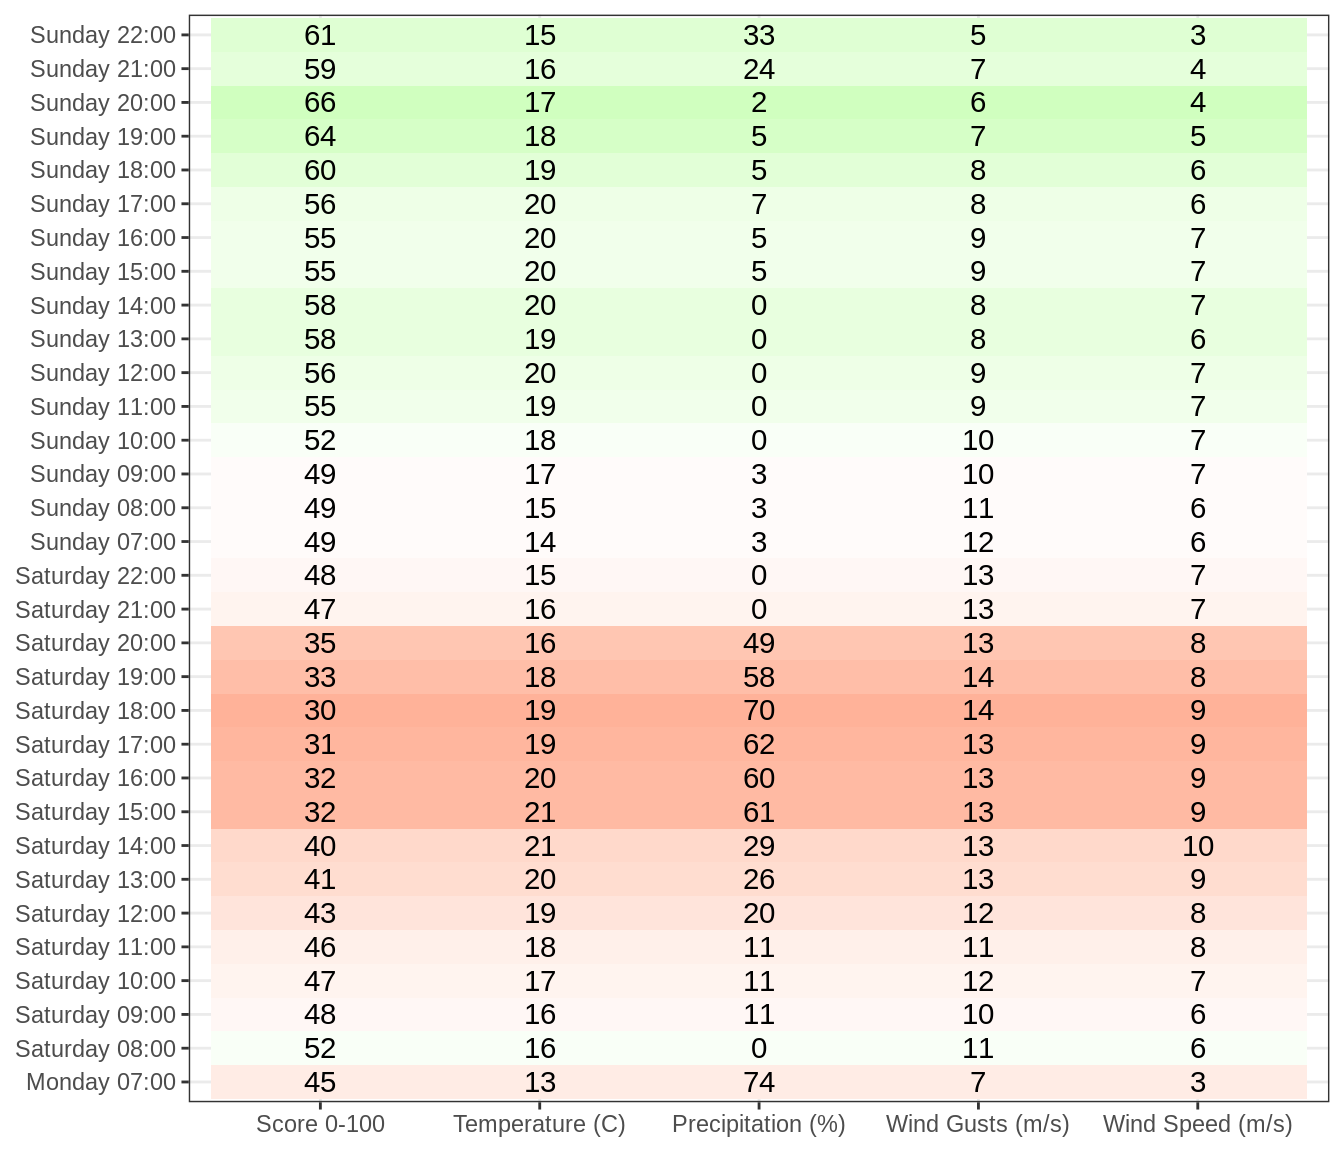 Sunday 22:00 61 15 33 5 3
Sunday 21:00 59 16 24 7 4
Sunday 20:00 66 17 2 6 4
Sunday 19:00 64 18 5 7 5
Sunday 18:00 60 19 5 8 6
Sunday 17:00 56 20 7 8 6
Sunday 16:00 55 20 5 9 7
Sunday 15:00 55 20 5 9 7
Sunday 14:00 58 20 0 8 7
Sunday 13:00 58 19 0 8 6
Sunday 12:00 56 20 0 9 7
Sunday 11:00 55 19 0 9 7
Sunday 10:00 52 18 0 10 7
Sunday 09:00 49 17 3 10 7
Sunday 08:00 49 15 3 11 6
Sunday 07:00 49 14 3 12 6
Saturday 22:00 48 15 0 13 7
Saturday 21:00 47 16 0 13 7
Saturday 20:00 35 16 49 13 8
Saturday 19:00 33 18 58 14 8
Saturday 18:00 30 19 70 14 9
Saturday 17:00 31 19 62 13 9
Saturday 16:00 32 20 60 13 9
Saturday 15:00 32 21 61 13 9
Saturday 14:00 40 21 29 13 10
Saturday 13:00 41 20 26 13 9
Saturday 12:00 43 19 20 12 8
Saturday 11:00 46 18 11 11 8
Saturday 10:00 47 17 11 12 7
Saturday 09:00 48 16 11 10 6
Saturday 08:00 52 16 0 11 6
Monday 07:00 45 13 74 7 3
Score 0-100 Temperature (C) Precipitation (%) Wind Gusts (m/s) Wind Speed (m/s)